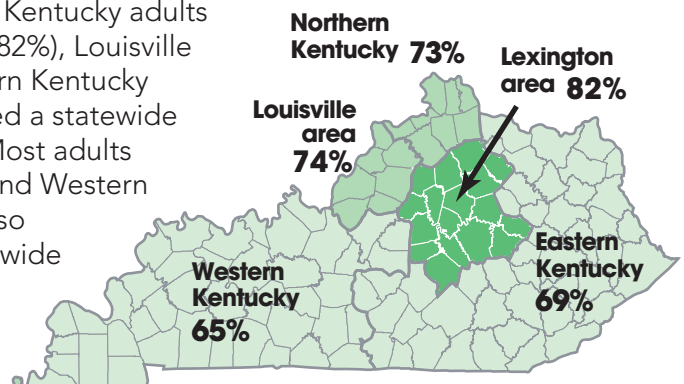 Kentucky adults
82%), Louisville
rn Kentucky
ed a statewide
Most adults
nd Western
so
wide
Northern
Kentucky 73%
Lexington
area 82%
Louisville
area
74%
Eastern
Kentucky
69%
Western
Kentucky
65%